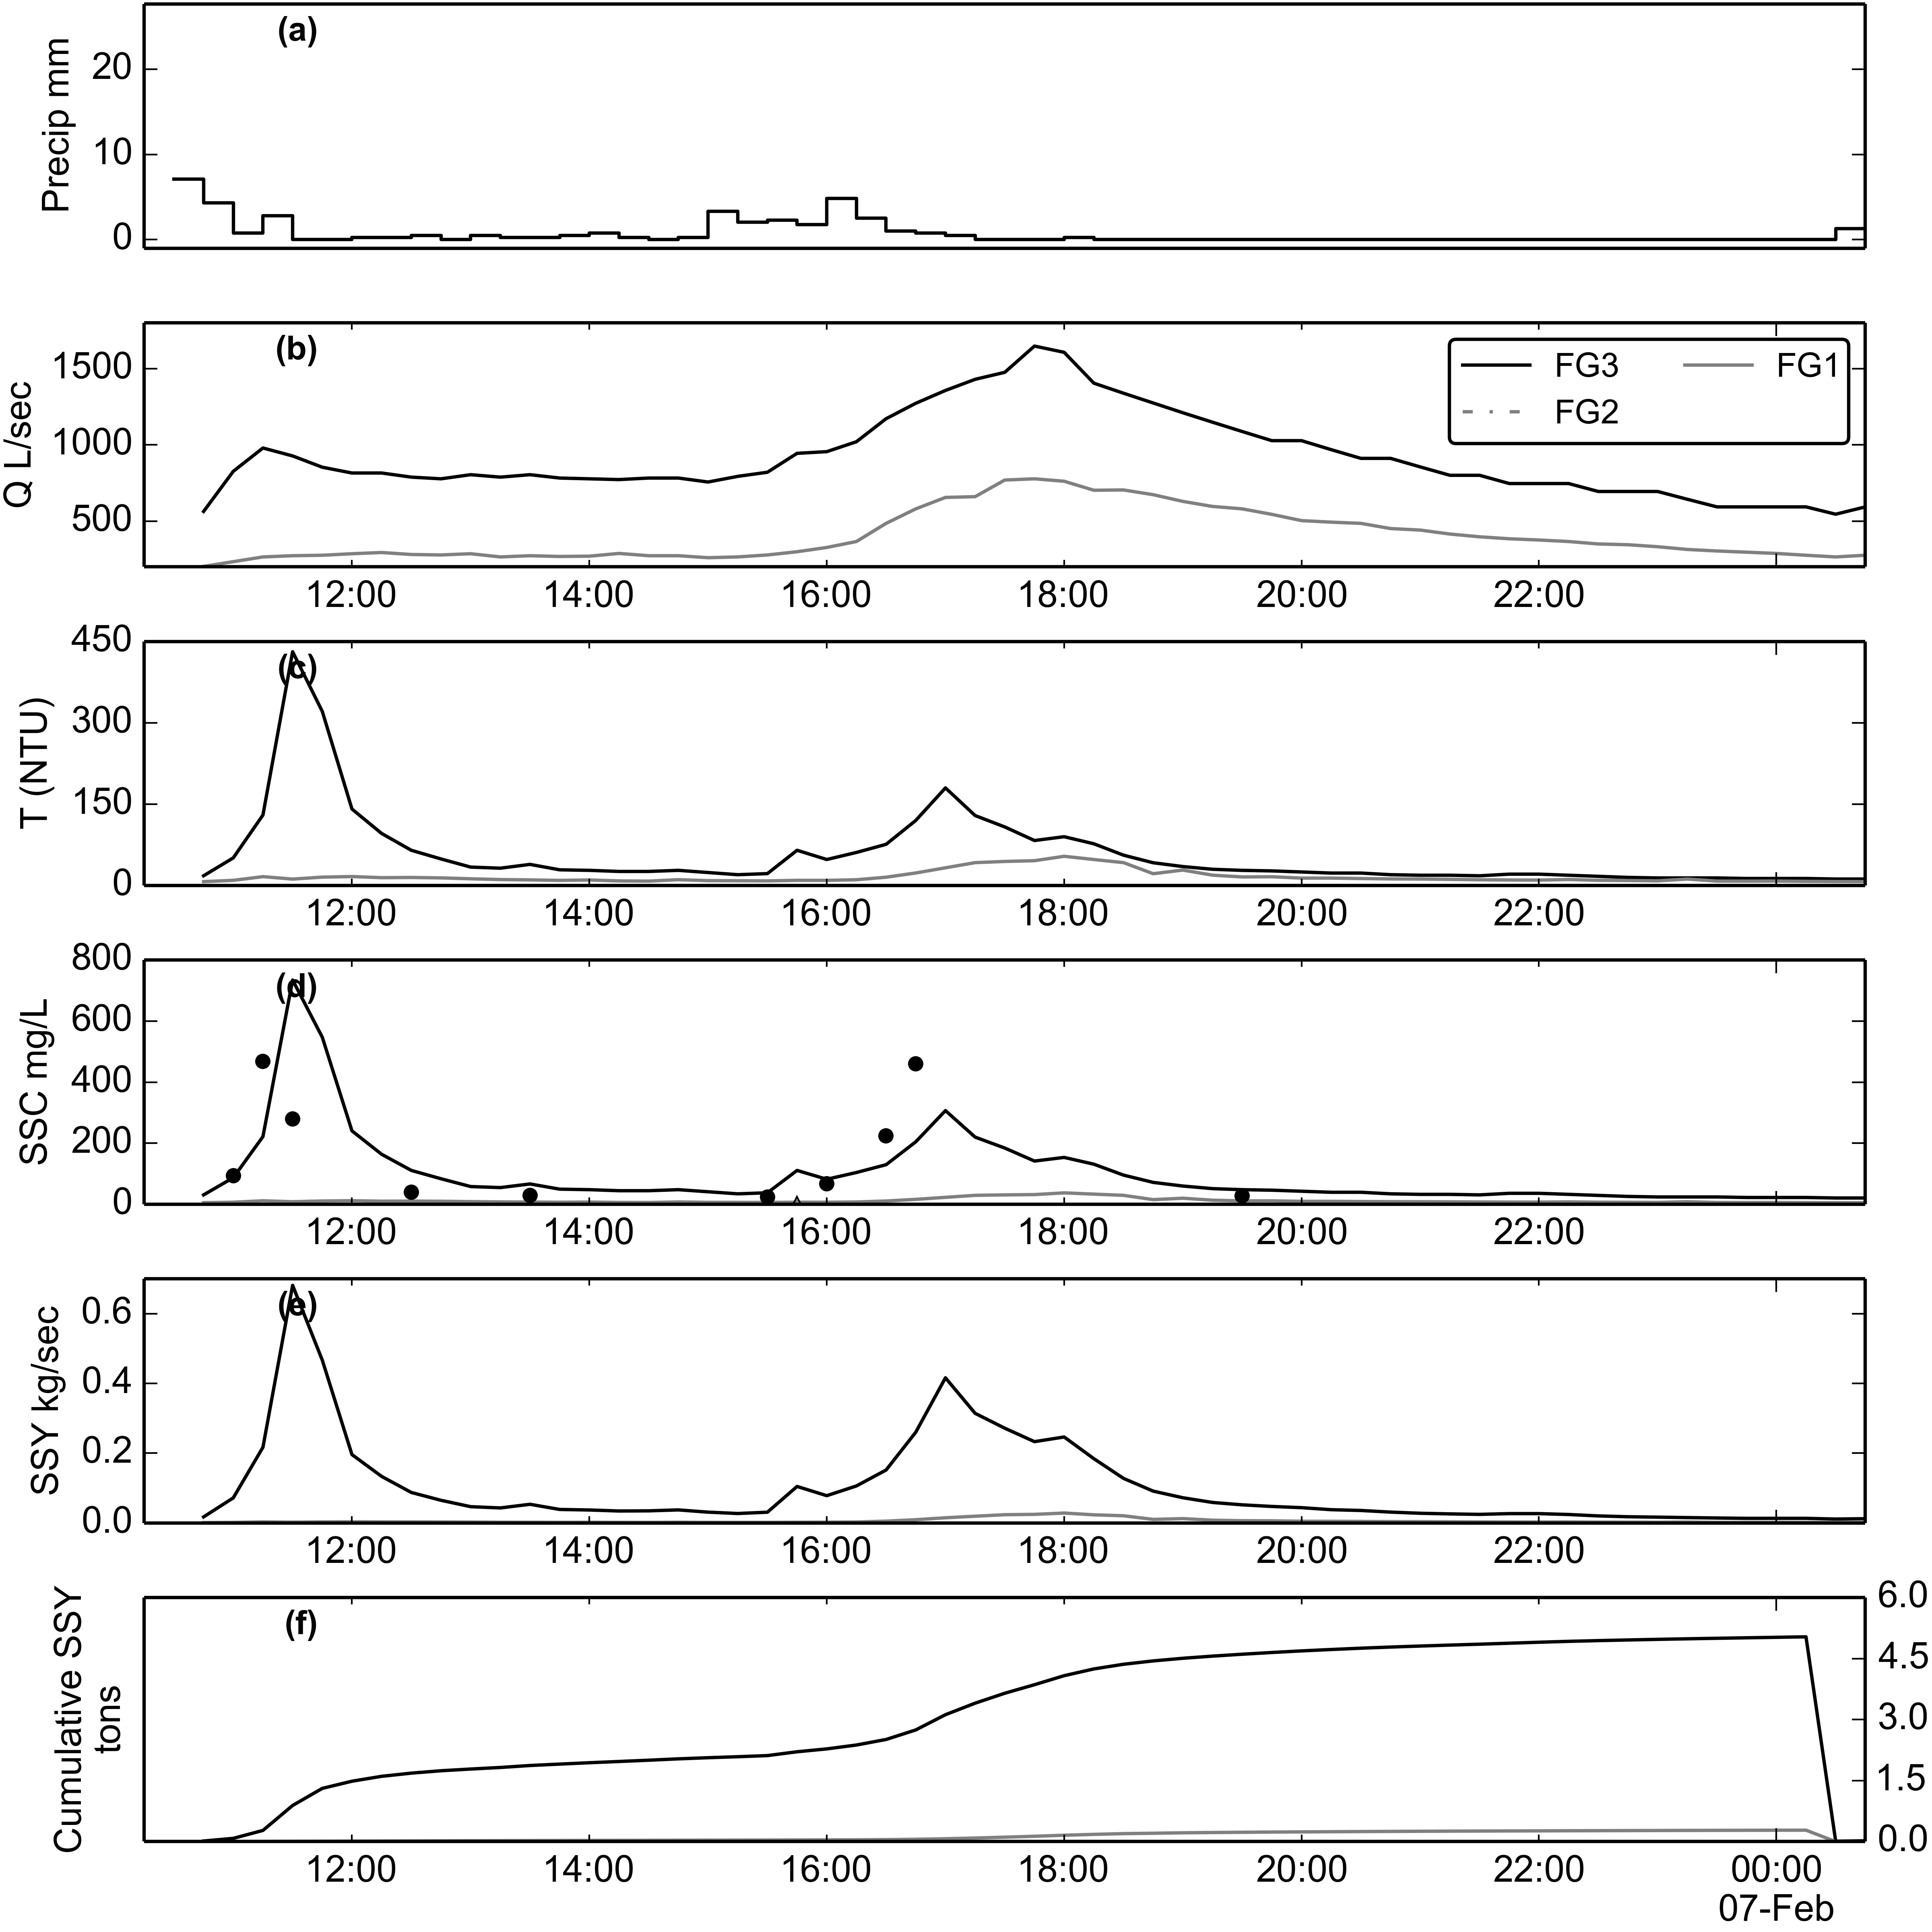 (a)
Precip mm
20
10
0
(b)
Q L/sec
1500
1000
500
FG3 FG1
FG2
12:00 14:00 16:00 18:00 20:00 22:00
(c)
T (NTU)
450
300
150
0
12:00 14:00 16:00 18:00 20:00 22:00
(d)
SSC mg/L
800
600
400
200
0
12:00 14:00 16:00 18:00 20:00 22:00
(e)
SSY kg/sec
0.6
0.4
0.2
0.0
12:00 14:00 16:00 18:00 20:00 22:00
(f)
Cumulative SSY
tons
6.0
4.5
3.0
1.5
0.0
12:00 14:00 16:00 18:00 20:00 22:00 00:00
07-Feb